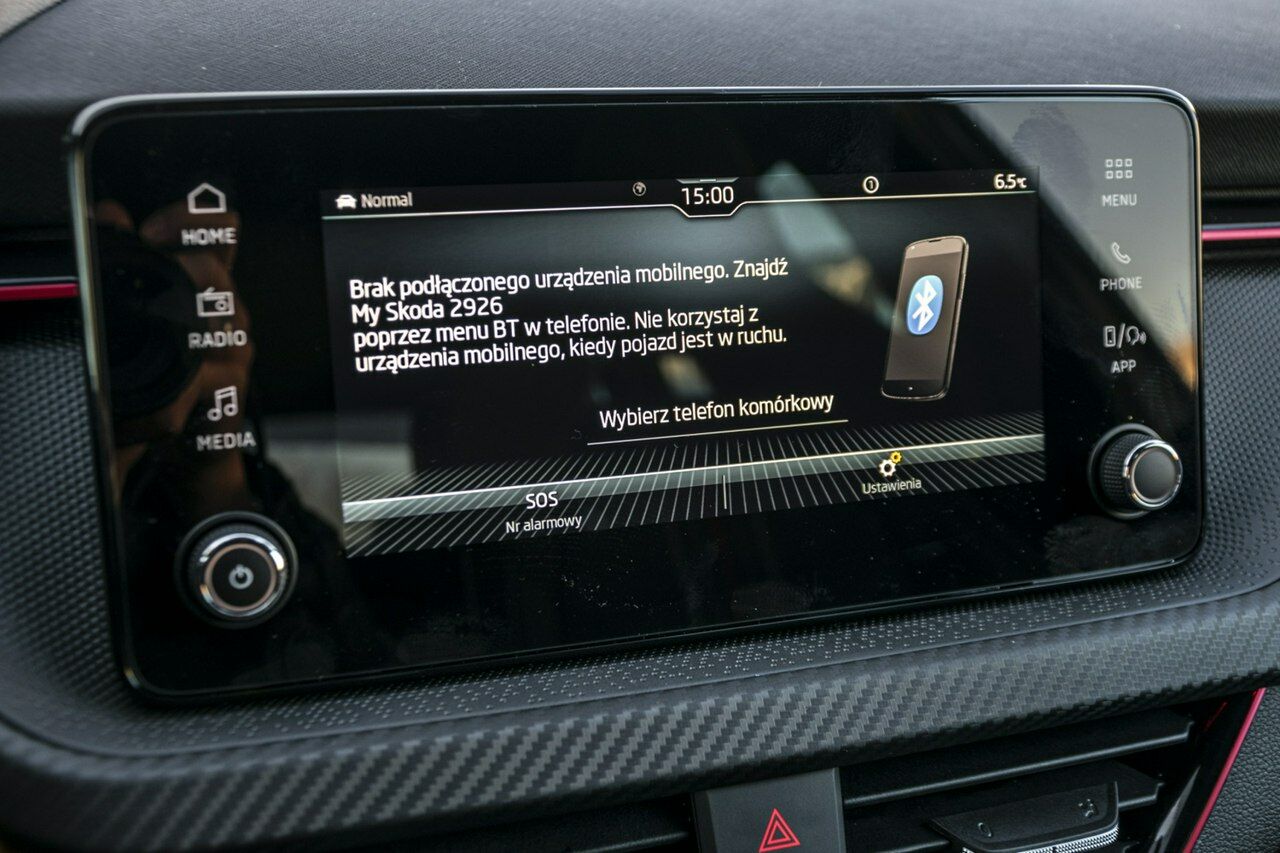 HOME
RADIO
MEDIA
Normal
15:00
1
6.5°C
Brak podłączonego urządzenia mobilnego. Znajdź
My Skoda 2926
poprzez menu BT w telefonie. Nie korzystaj z
urządzenia mobilnego, kiedy pojazd jest w ruchu.
Wybierz telefon komórkowy
SOS
Nr alarmowy
Ustawienia
MENU
PHONE
APP